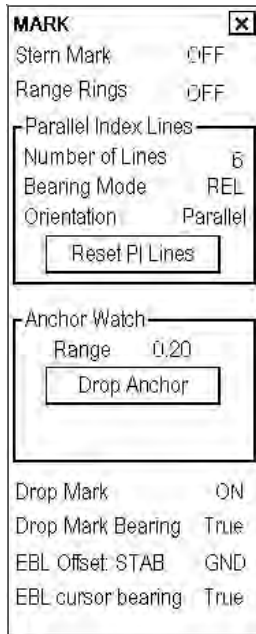 MARK
Stern Mark OFF
Range Rings OFF
Parallel Index Lines
Number of Lines 6
Bearing Mode REL
Orientation Parallel
Reset PI Lines
Anchor Watch
Range 0.20
Drop Anchor
Drop Mark ON
Drop Mark Bearing True
EBL Offset: STAB GND
EBL cursor bearing True